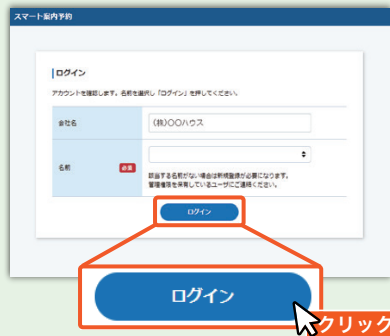 スマート案内予約
ログイン
アカウントを確認します。名前を選択し「ログイン」を押してください。
会社名
(株)○○ハウス
名前 必須
該当する名前がない場合は新規登録が必要になります。
管理権限を保有しているユーザにご連絡ください。
ログイン
ログイン
クリック